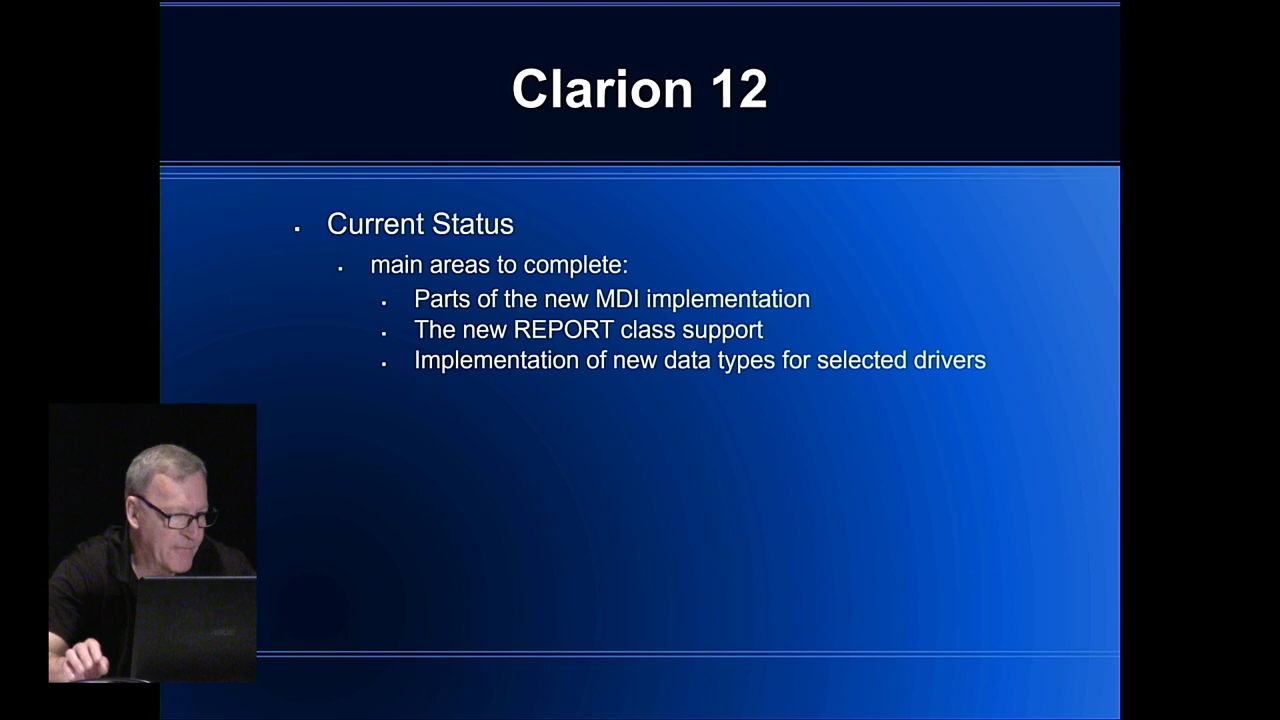 Clarion 12
Current Status
main areas to complete:
Parts of the new MDI implementation
The new REPORT class support
Implementation of new data types for selected drivers